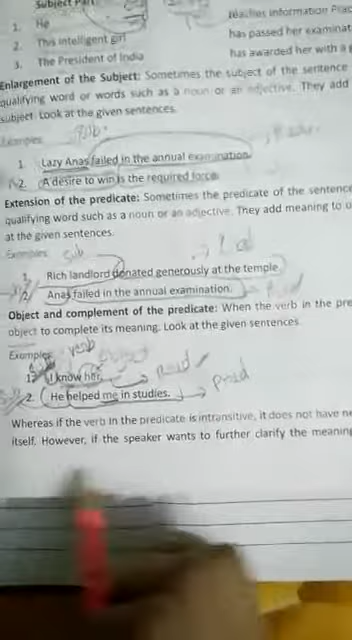 Subject Part
1. He
teaches information Prac
2. This intelligent girl
has passed her examinat
3. The President of India
has awarded her with a
Enlargement of the Subject: Sometimes the subject of the sentence
qualifying word or words such as a noun or an adjective. They add
subject. Look at the given sentences.
Sub
Examples
1. Lazy Anas failed in the annual examination.
2. A desire to win is the required force.
Extension of the predicate: Sometimes the predicate of the sentence
qualifying word such as a noun or an adjective. They add meaning to
at the given sentences.
Examples Sub
1. Rich landlord donated generously at the temple.
2. Anas failed in the annual examination.
Object and complement of the predicate: When the verb in the pre
object to complete its meaning. Look at the given sentences.
Examples verb object
1. I know her. Pred
2. He helped me in studies. Pred
Whereas if the verb in the predicate is intransitive, it does not have
itself. However, if the speaker wants to further clarify the meaning